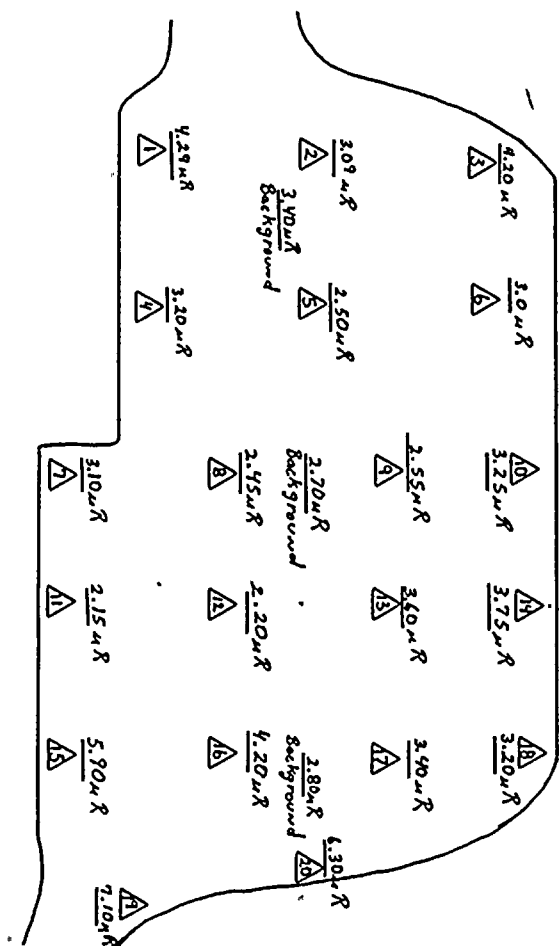 4.20 uR
3
3.0 uR
6
10
3.25 uR
14
3.75 uR
18
3.20 uR
2.55 uR
9
3.60 uR
13
3.40 uR
17
3.09 uR
2
2.50 uR
5
6.30 uR
20
2.70 uR
Background
2.80 uR
Background
3.40 uR
Background
2.45 uR
8
2.20 uR
12
4.20 uR
16
4.29 uR
1
3.20 uR
4
19
7.10 uR
3.10 uR
7
2.15 uR
11
5.90 uR
15